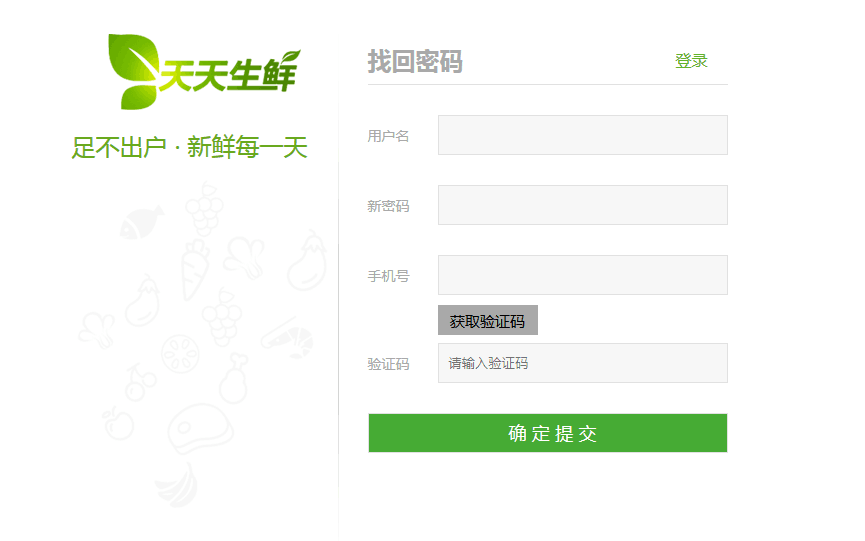 天天生鲜
足不出户 · 新鲜每一天
找回密码
登录
用户名
新密码
手机号
获取验证码
验证码
请输入验证码
确定提交